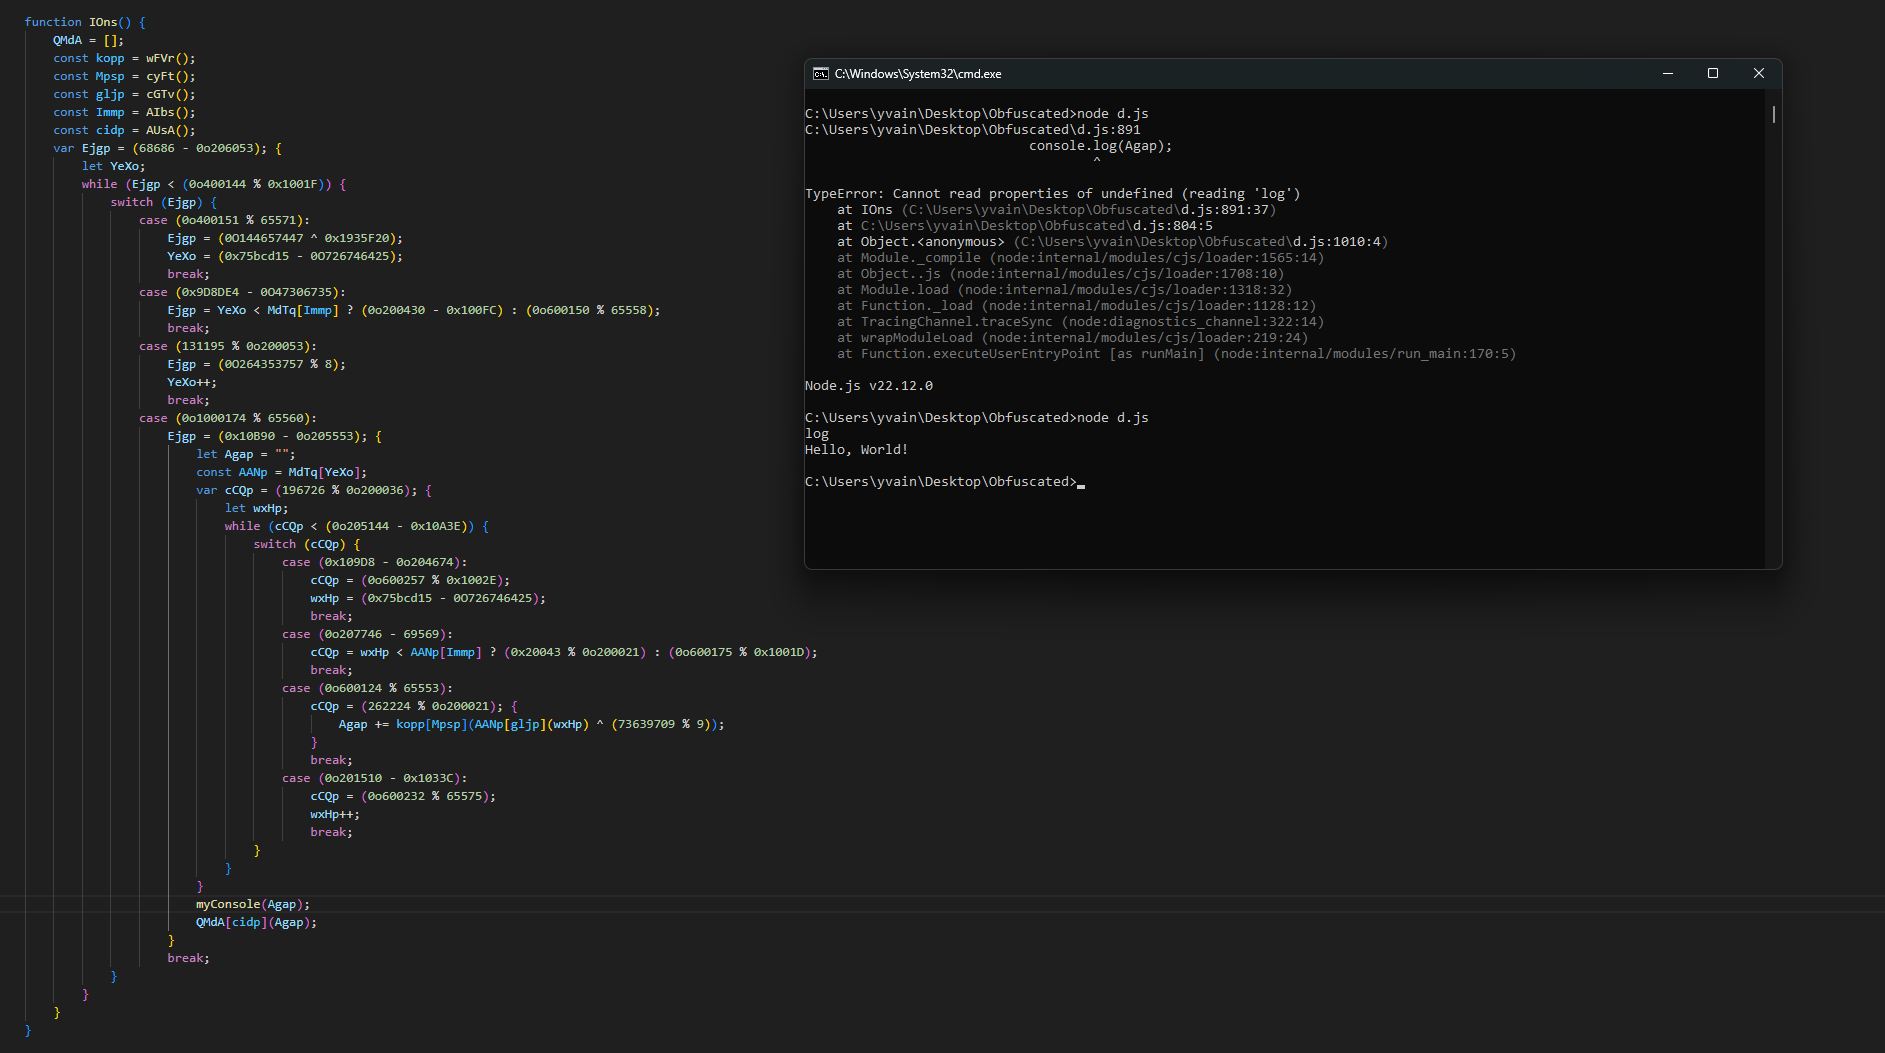 function IOns() {
QMdA = [];
const kopp = wFVr();
const Mpsp = cyFt();
const gljp = cGTv();
const Immp = AIbs();
const cidp = AUsA();
var Ejgp = (68686 - 0o206053); {
let YeXo;
while (Ejgp < (0o400144 % 0x1001F)) {
switch (Ejgp) {
case (0o400151 % 65571):
Ejgp = (0O144657447 ^ 0x1935F20);
YeXo = (0x75bcd15 - 0O726746425);
break;
case (0x9D8DE4 - 0O47306735):
Ejgp = YeXo < MdTq[Immp] ? (0o200430 - 0x100FC) : (0o600150 % 65558);
break;
case (131195 % 0o200053):
Ejgp = (0O264353757 % 8);
YeXo++;
break;
case (0o1000174 % 65560):
Ejgp = (0x10B90 - 0o205553); {
let Agap = "";
const AANp = MdTq[YeXo];
var cCQp = (196726 % 0o200036); {
let wxHp;
while (cCQp < (0o205144 - 0x10A3E)) {
switch (cCQp) {
case (0x109D8 - 0o204674):
cCQp = (0o600257 % 0x1002E);
wxHp = (0x75bcd15 - 0O726746425);
break;
case (0o207746 - 69569):
cCQp = wxHp < AANp[Immp] ? (0x20043 % 0o200021) : (0o600175 % 0x1001D);
break;
case (0o600124 % 65553):
cCQp = (262224 % 0o200021); {
Agap += kopp[Mpsp](AANp[gljp](wxHp) ^ (73639709 % 9));
}
break;
case (0o201510 - 0x1033C):
cCQp = (0o600232 % 65575);
wxHp++;
break;
}
}
}
myConsole(Agap);
QMdA[cidp](Agap);
}
break;
}
}
}
}
C:\Windows\System32\cmd.exe
C:\Users\yvain\Desktop\Obfuscated>node d.js
C:\Users\yvain\Desktop\Obfuscated\d.js:891
console.log(Agap);
^
TypeError: Cannot read properties of undefined (reading 'log')
at IOns (C:\Users\yvain\Desktop\Obfuscated\d.js:891:37)
at C:\Users\yvain\Desktop\Obfuscated\d.js:804:5
at Object.<anonymous> (C:\Users\yvain\Desktop\Obfuscated\d.js:1010:4)
at Module._compile (node:internal/modules/cjs/loader:1565:14)
at Object..js (node:internal/modules/cjs/loader:1708:10)
at Module.load (node:internal/modules/cjs/loader:1318:32)
at Function._load (node:internal/modules/cjs/loader:1128:12)
at TracingChannel.traceSync (node:diagnostics_channel:322:14)
at wrapModuleLoad (node:internal/modules/cjs/loader:219:24)
at Function.executeUserEntryPoint [as runMain] (node:internal/modules/run_main:170:5)
Node.js v22.12.0
C:\Users\yvain\Desktop\Obfuscated>node d.js
log
Hello, World!
C:\Users\yvain\Desktop\Obfuscated>_